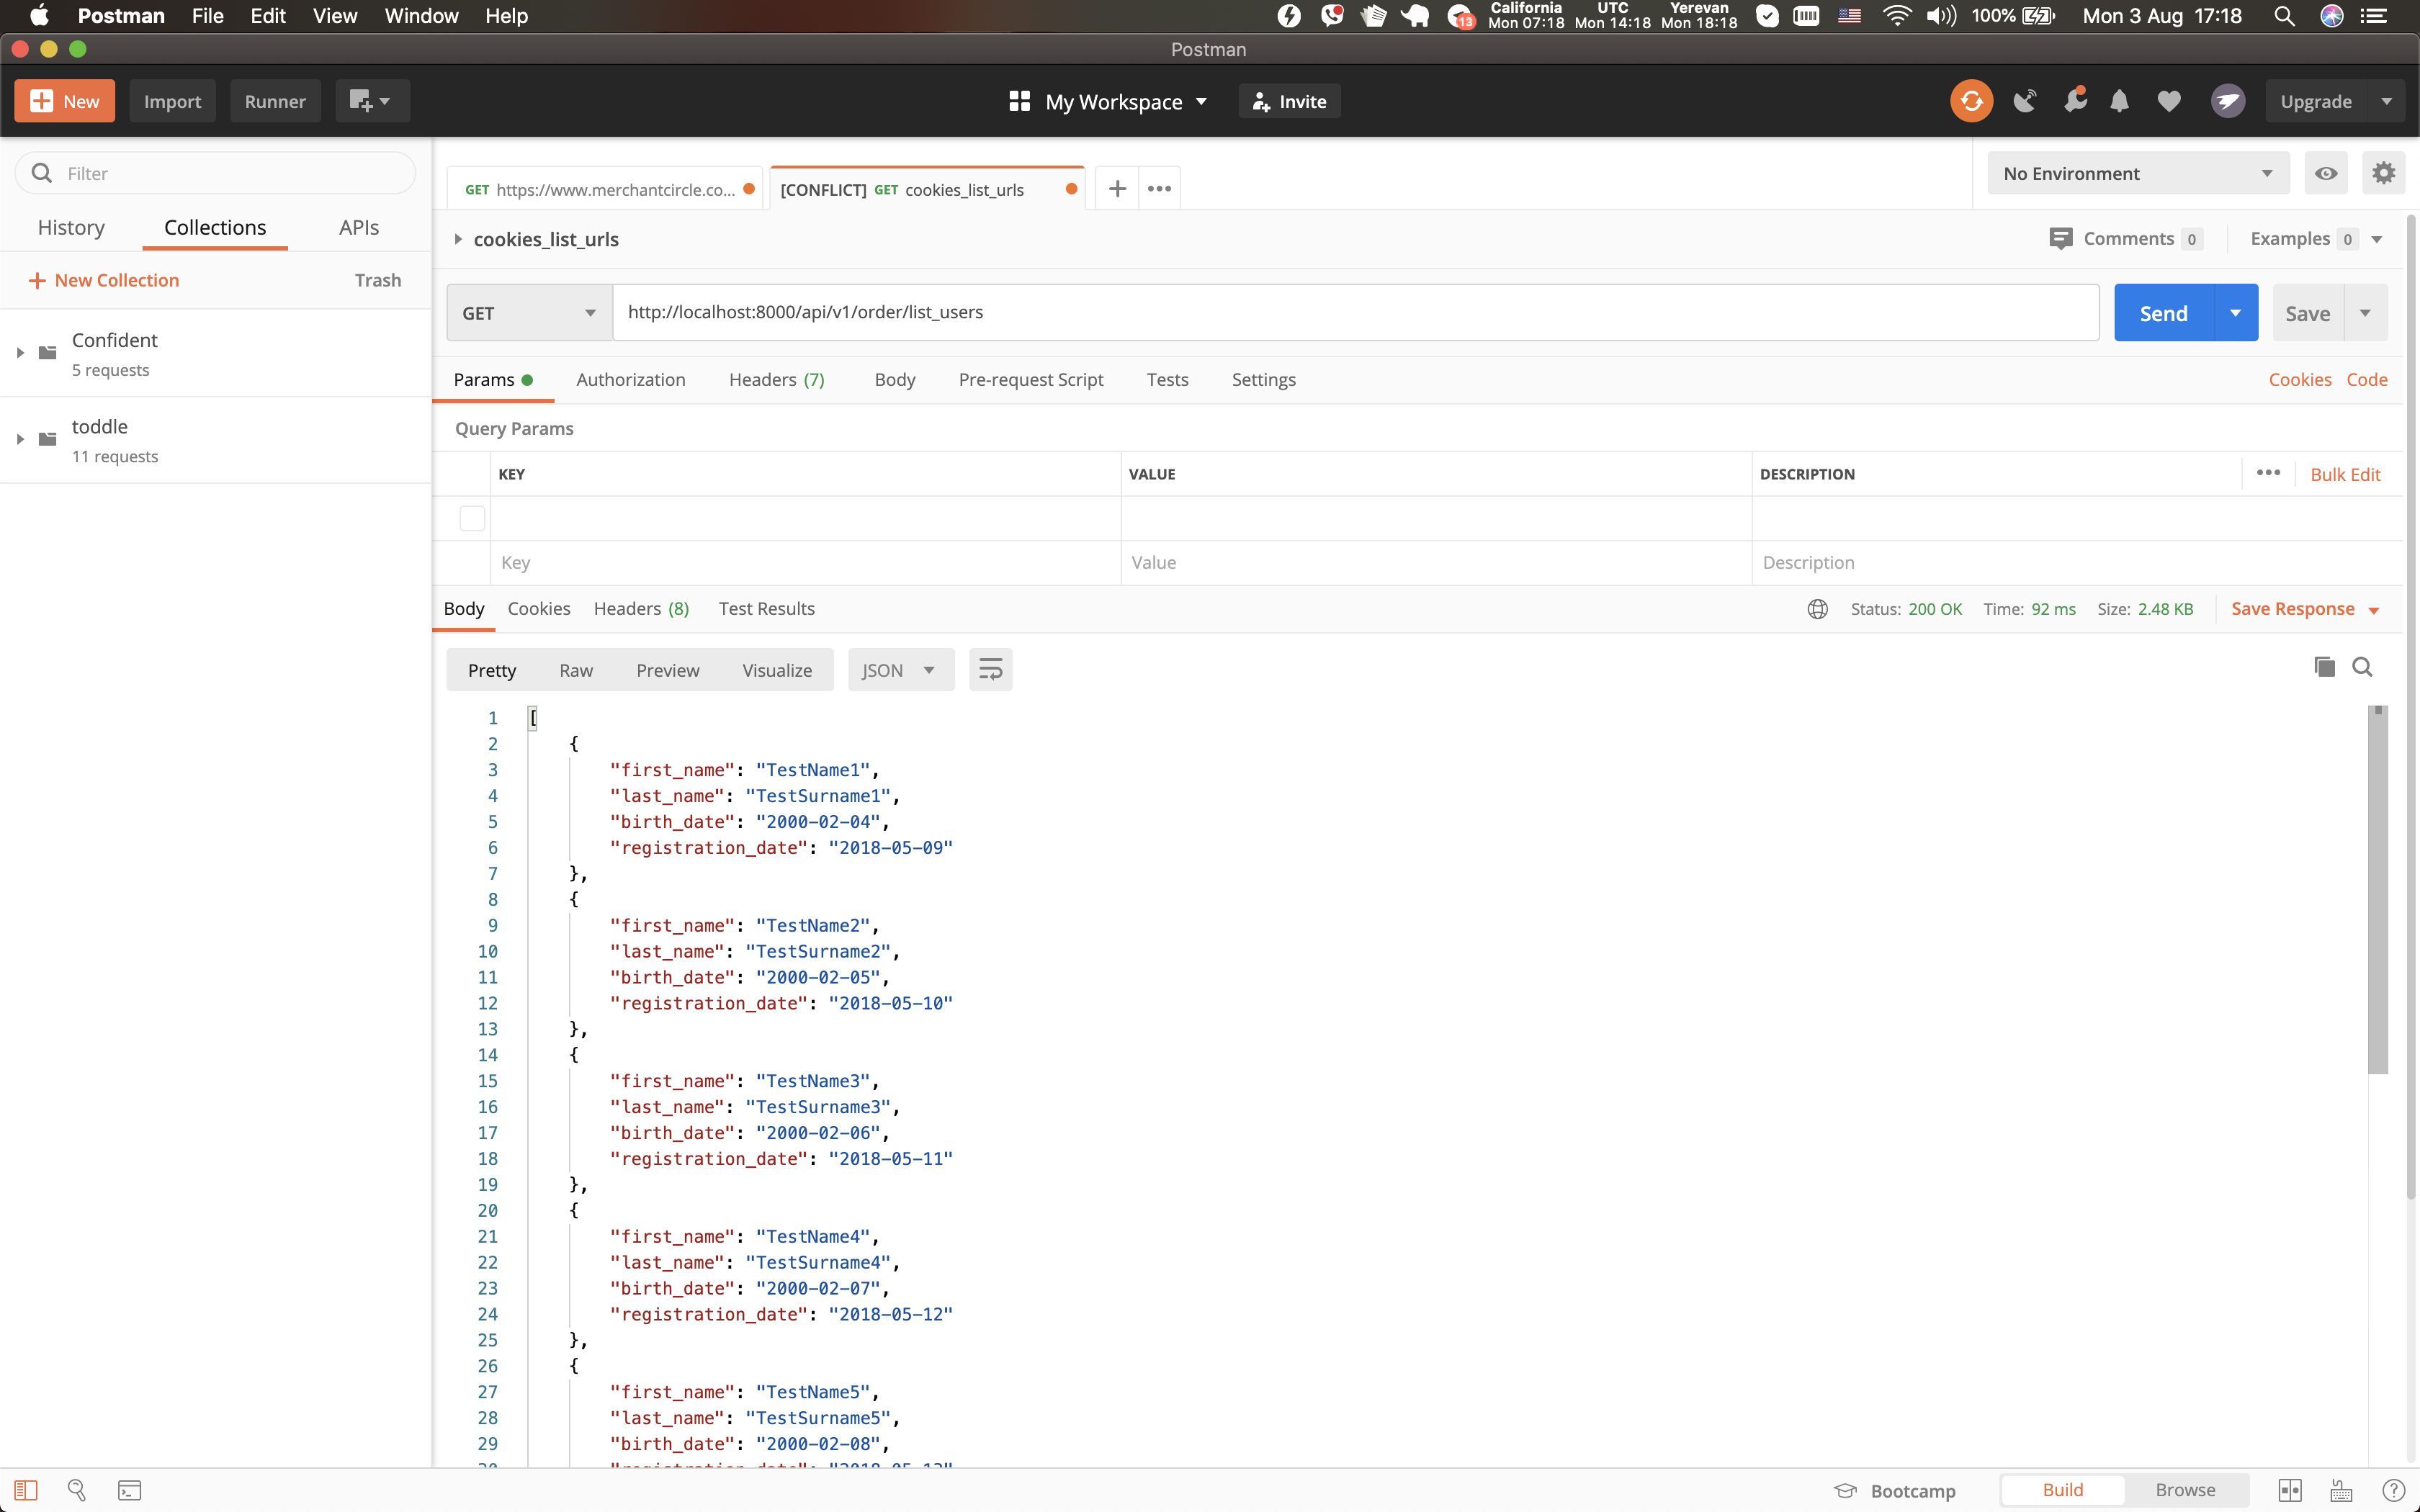 Postman File Edit View Window Help 13 California Mon 07:18 UTC Mon 14:18 Yerevan Mon 18:18 100% Mon 3 Aug 17:18
Postman
New Import Runner My Workspace Invite Upgrade
Filter
GET https://www.merchantcircle.co... [CONFLICT] GET cookies_list_urls No Environment
History Collections APIs
cookies_list_urls Comments 0 Examples 0
New Collection Trash
GET http://localhost:8000/api/v1/order/list_users Send Save
Confident
5 requests
Params Authorization Headers (7) Body Pre-request Script Tests Settings Cookies Code
toddle
11 requests
Query Params
KEY VALUE DESCRIPTION Bulk Edit
Key Value Description
Body Cookies Headers (8) Test Results Status: 200 OK Time: 92 ms Size: 2.48 KB Save Response
Pretty Raw Preview Visualize JSON
1 [
2 {
3 "first_name": "TestName1",
4 "last_name": "TestSurname1",
5 "birth_date": "2000-02-04",
6 "registration_date": "2018-05-09"
7 },
8 {
9 "first_name": "TestName2",
10 "last_name": "TestSurname2",
11 "birth_date": "2000-02-05",
12 "registration_date": "2018-05-10"
13 },
14 {
15 "first_name": "TestName3",
16 "last_name": "TestSurname3",
17 "birth_date": "2000-02-06",
18 "registration_date": "2018-05-11"
19 },
20 {
21 "first_name": "TestName4",
22 "last_name": "TestSurname4",
23 "birth_date": "2000-02-07",
24 "registration_date": "2018-05-12"
25 },
26 {
27 "first_name": "TestName5",
28 "last_name": "TestSurname5",
29 "birth_date": "2000-02-08",
Bootcamp Build Browse